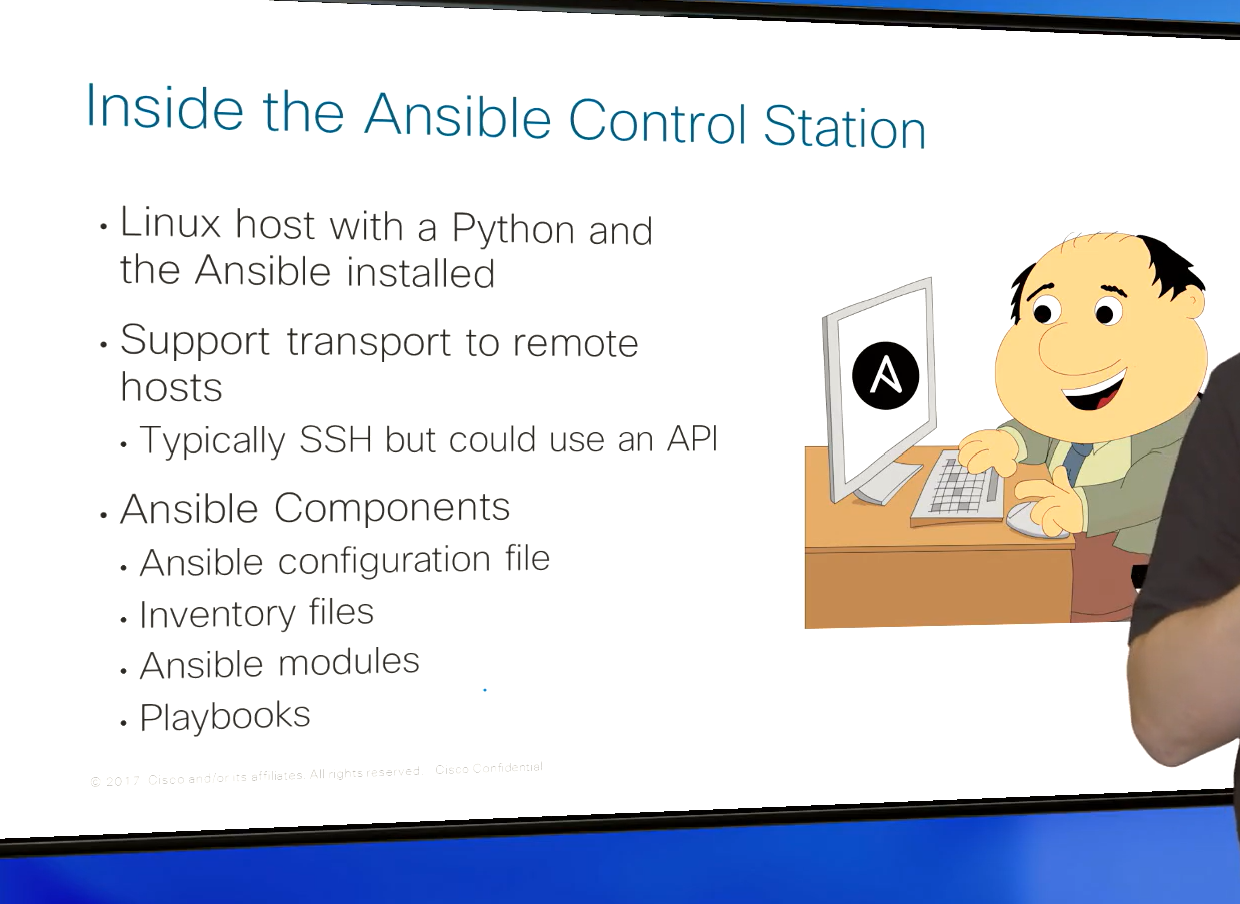 Inside the Ansible Control Station
• Linux host with a Python and
the Ansible installed
• Support transport to remote
hosts
• Typically SSH but could use an API
• Ansible Components
• Ansible configuration file
• Inventory files
• Ansible modules
• Playbooks
© 2017 Cisco and/or its affiliates. All rights reserved. Cisco Confidential